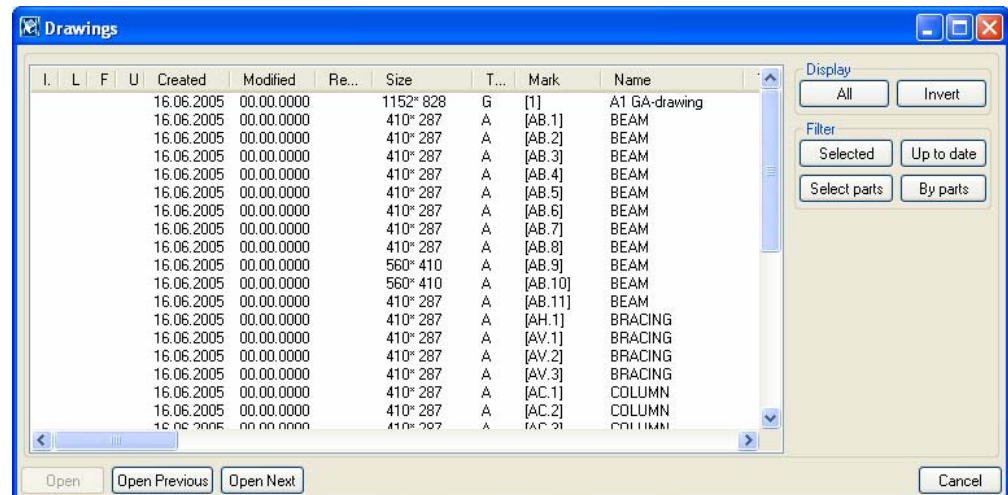 Drawings
I. L F U Created Modified Re... Size T... Mark Name
16.06.2005 00.00.0000 1152* 828 G [1] A1 GA-drawing
16.06.2005 00.00.0000 410* 287 A [AB.1] BEAM
16.06.2005 00.00.0000 410* 287 A [AB.2] BEAM
16.06.2005 00.00.0000 410* 287 A [AB.3] BEAM
16.06.2005 00.00.0000 410* 287 A [AB.4] BEAM
16.06.2005 00.00.0000 410* 287 A [AB.5] BEAM
16.06.2005 00.00.0000 410* 287 A [AB.6] BEAM
16.06.2005 00.00.0000 410* 287 A [AB.7] BEAM
16.06.2005 00.00.0000 410* 287 A [AB.8] BEAM
16.06.2005 00.00.0000 560* 410 A [AB.9] BEAM
16.06.2005 00.00.0000 560* 410 A [AB.10] BEAM
16.06.2005 00.00.0000 410* 287 A [AB.11] BEAM
16.06.2005 00.00.0000 410* 287 A [AH.1] BRACING
16.06.2005 00.00.0000 410* 287 A [AV.1] BRACING
16.06.2005 00.00.0000 410* 287 A [AV.2] BRACING
16.06.2005 00.00.0000 410* 287 A [AV.3] BRACING
16.06.2005 00.00.0000 410* 287 A [AC.1] COLUMN
16.06.2005 00.00.0000 410* 287 A [AC.2] COLUMN
16.06.2005 00.00.0000 410* 287 A [AC.3] COLUMN
Display
All Invert
Filter
Selected Up to date
Select parts By parts
Open Open Previous Open Next Cancel